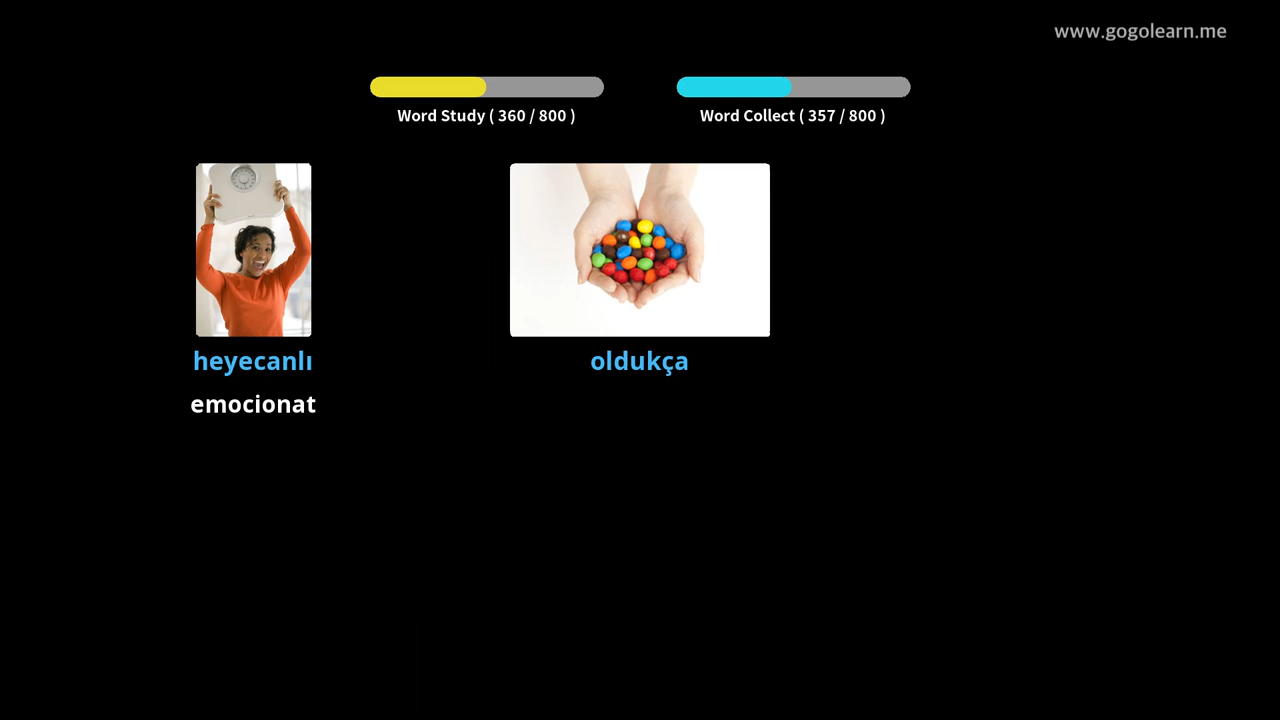 www.gogolearn.me
Word Study ( 360 / 800 )
Word Collect ( 357 / 800 )
heyecanlı
oldukça
emocionat